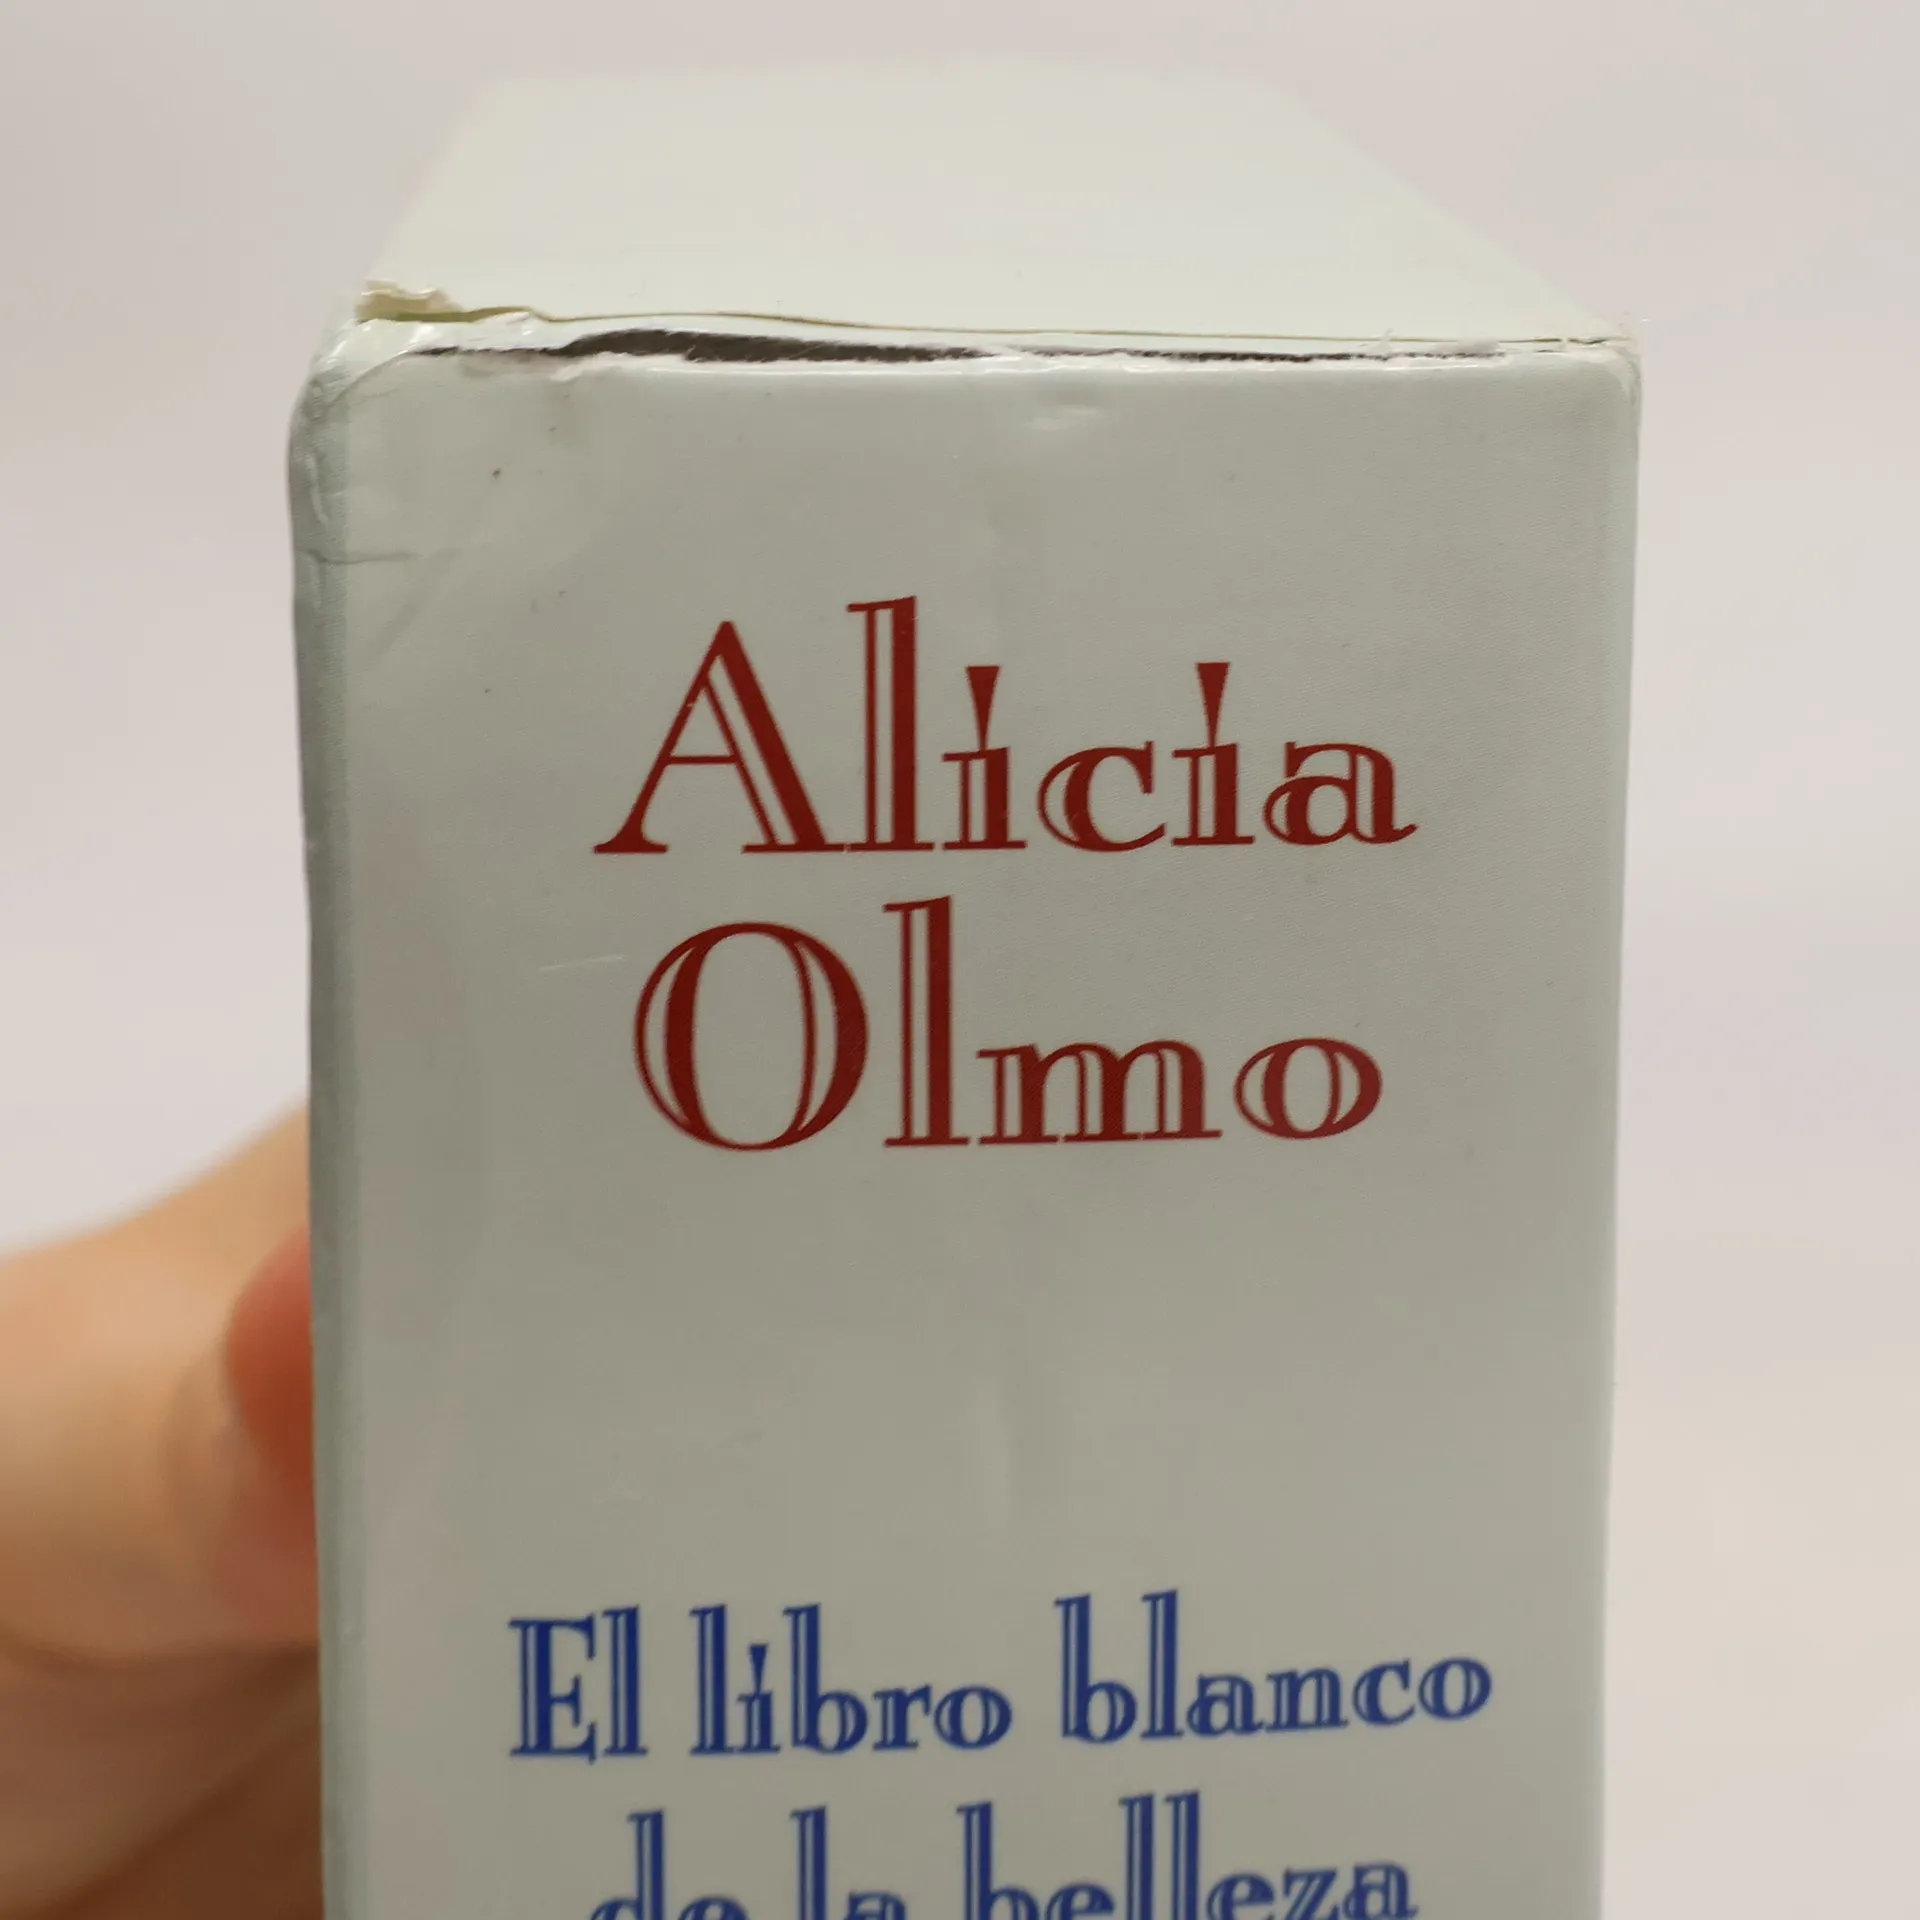 Alicia
Olmo
El libro blanco
de la belleza